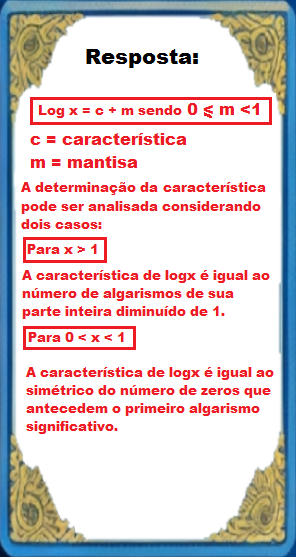 Resposta:
Log x = c + m sendo 0 ⩽ m <1
c = característica
m = mantisa
A determinação da característica
pode ser analisada considerando
dois casos:
Para x > 1
A característica de logx é igual ao
número de algarismos de sua
parte inteira diminuído de 1.
Para 0 < x < 1
A característica de logx é igual ao
simétrico do número de zeros que
antecedem o primeiro algarismo
significativo.